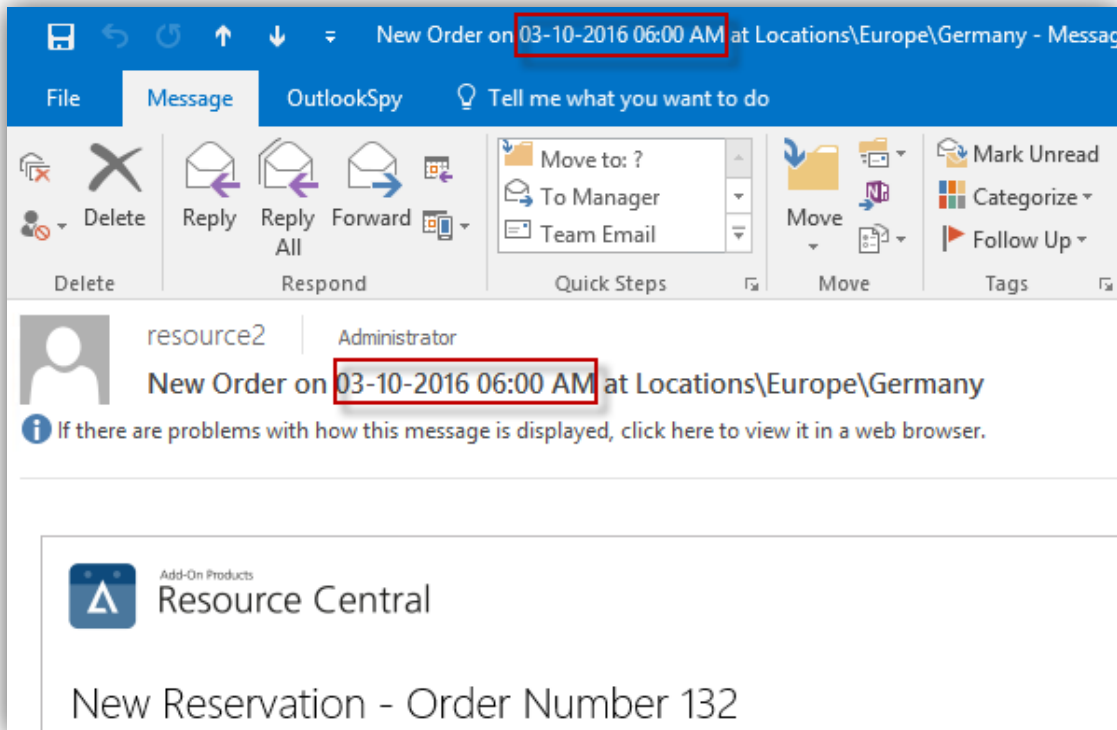 New Order on 03-10-2016 06:00 AM at Locations\Europe\Germany - Messag
File Message OutlookSpy Tell me what you want to do
Delete
Reply
Reply All
Forward
Move to: ?
To Manager
Team Email
Move
Mark Unread
Categorize
Follow Up
Delete Respond Quick Steps Move Tags
resource2 Administrator
New Order on 03-10-2016 06:00 AM at Locations\Europe\Germany
If there are problems with how this message is displayed, click here to view it in a web browser.
Add-On Products
Resource Central
New Reservation - Order Number 132